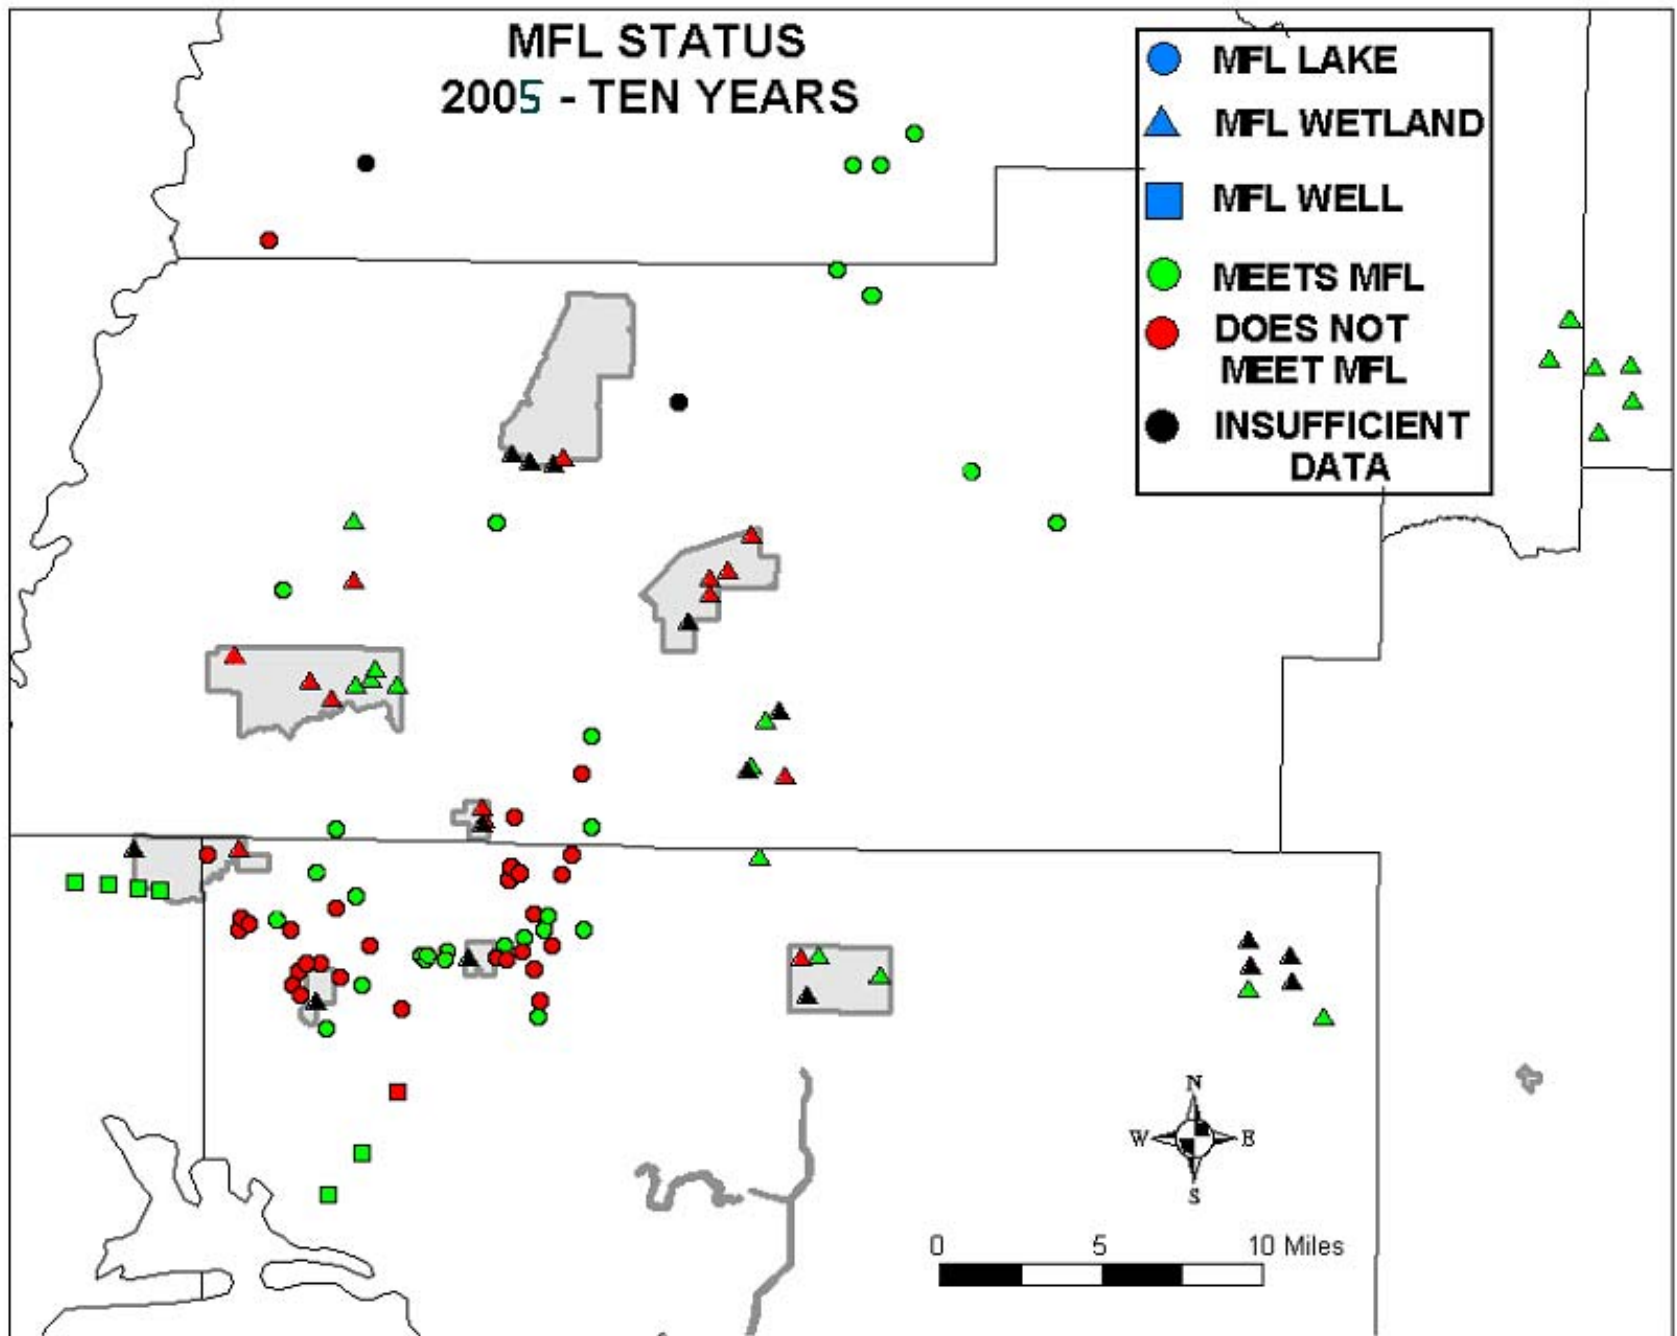 MFL STATUS
2005 - TEN YEARS
MFL LAKE
MFL WETLAND
MFL WELL
MEETS MFL
DOES NOT
MEET MFL
INSUFFICIENT
DATA
N
W E
S
0 5 10 Miles